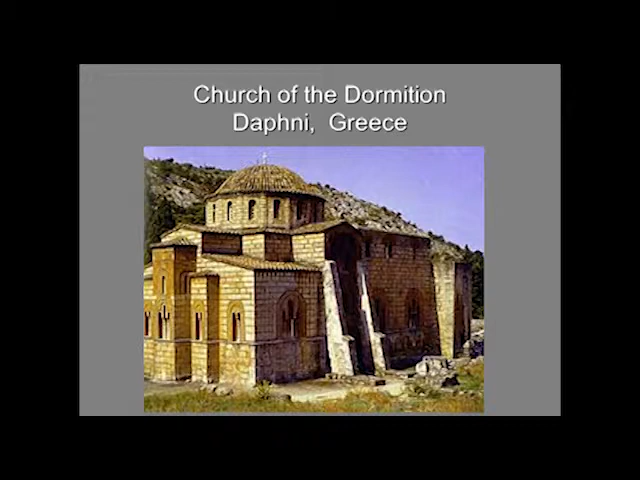 Church of the Dormition
Daphni, Greece